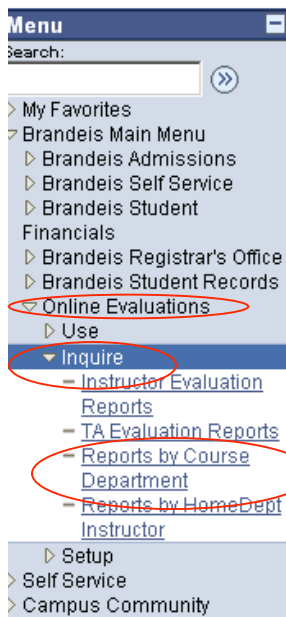 Menu
Search:
My Favorites
Brandeis Main Menu
Brandeis Admissions
Brandeis Self Service
Brandeis Student
Financials
Brandeis Registrar's Office
Brandeis Student Records
Online Evaluations
Use
Inquire
Instructor Evaluation
Reports
TA Evaluation Reports
Reports by Course
Department
Reports by HomeDept
Instructor
Setup
Self Service
Campus Community